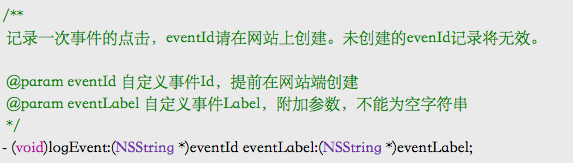 /**
记录一次事件的点击，eventId请在网站上创建。未创建的evenId记录将无效。
@param eventId 自定义事件Id，提前在网站端创建
@param eventLabel 自定义事件Label，附加参数，不能为空字符串
*/
- (void)logEvent:(NSString *)eventId eventLabel:(NSString *)eventLabel;